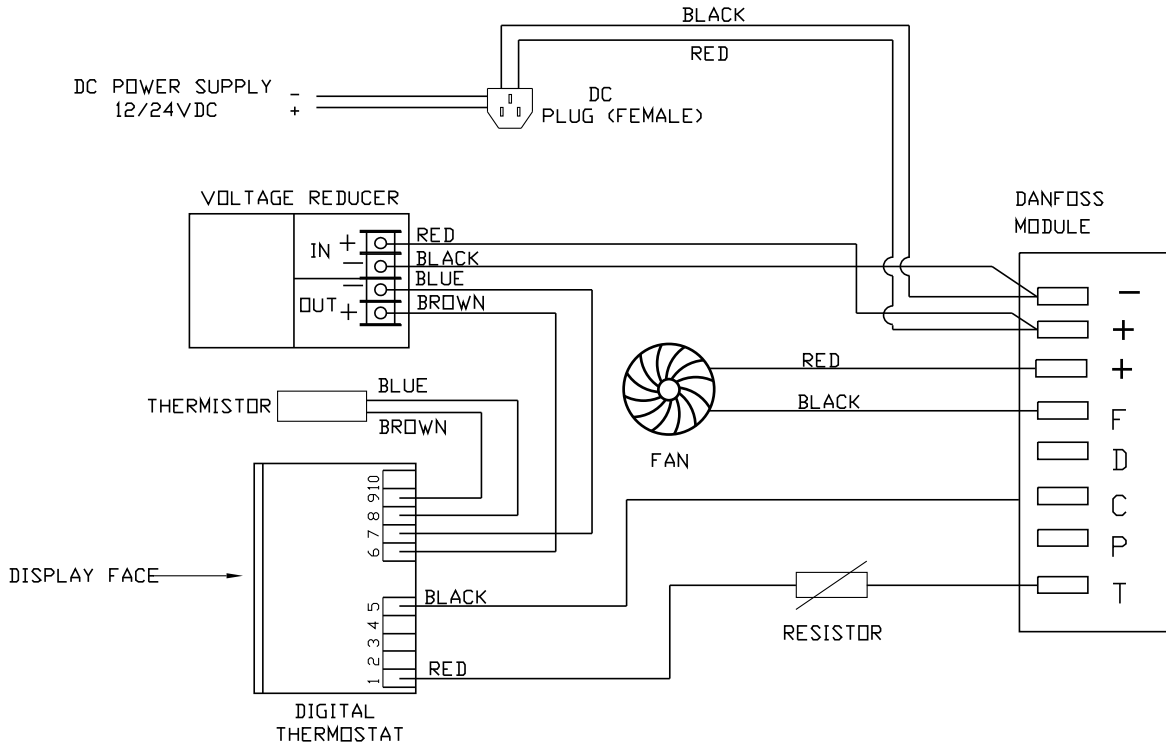 BLACK
RED
DC POWER SUPPLY -
12/24VDC +
DC
PLUG (FEMALE)
VOLTAGE REDUCER
IN + RED
- BLACK
- BLUE
OUT + BROWN
DANFOSS
MODULE
-
+
+
F
D
C
P
T
RED
BLACK
FAN
THERMISTOR
BLUE
BROWN
10
9
8
7
6
5 BLACK
4
3
2
1 RED
DISPLAY FACE
DIGITAL
THERMOSTAT
RESISTOR